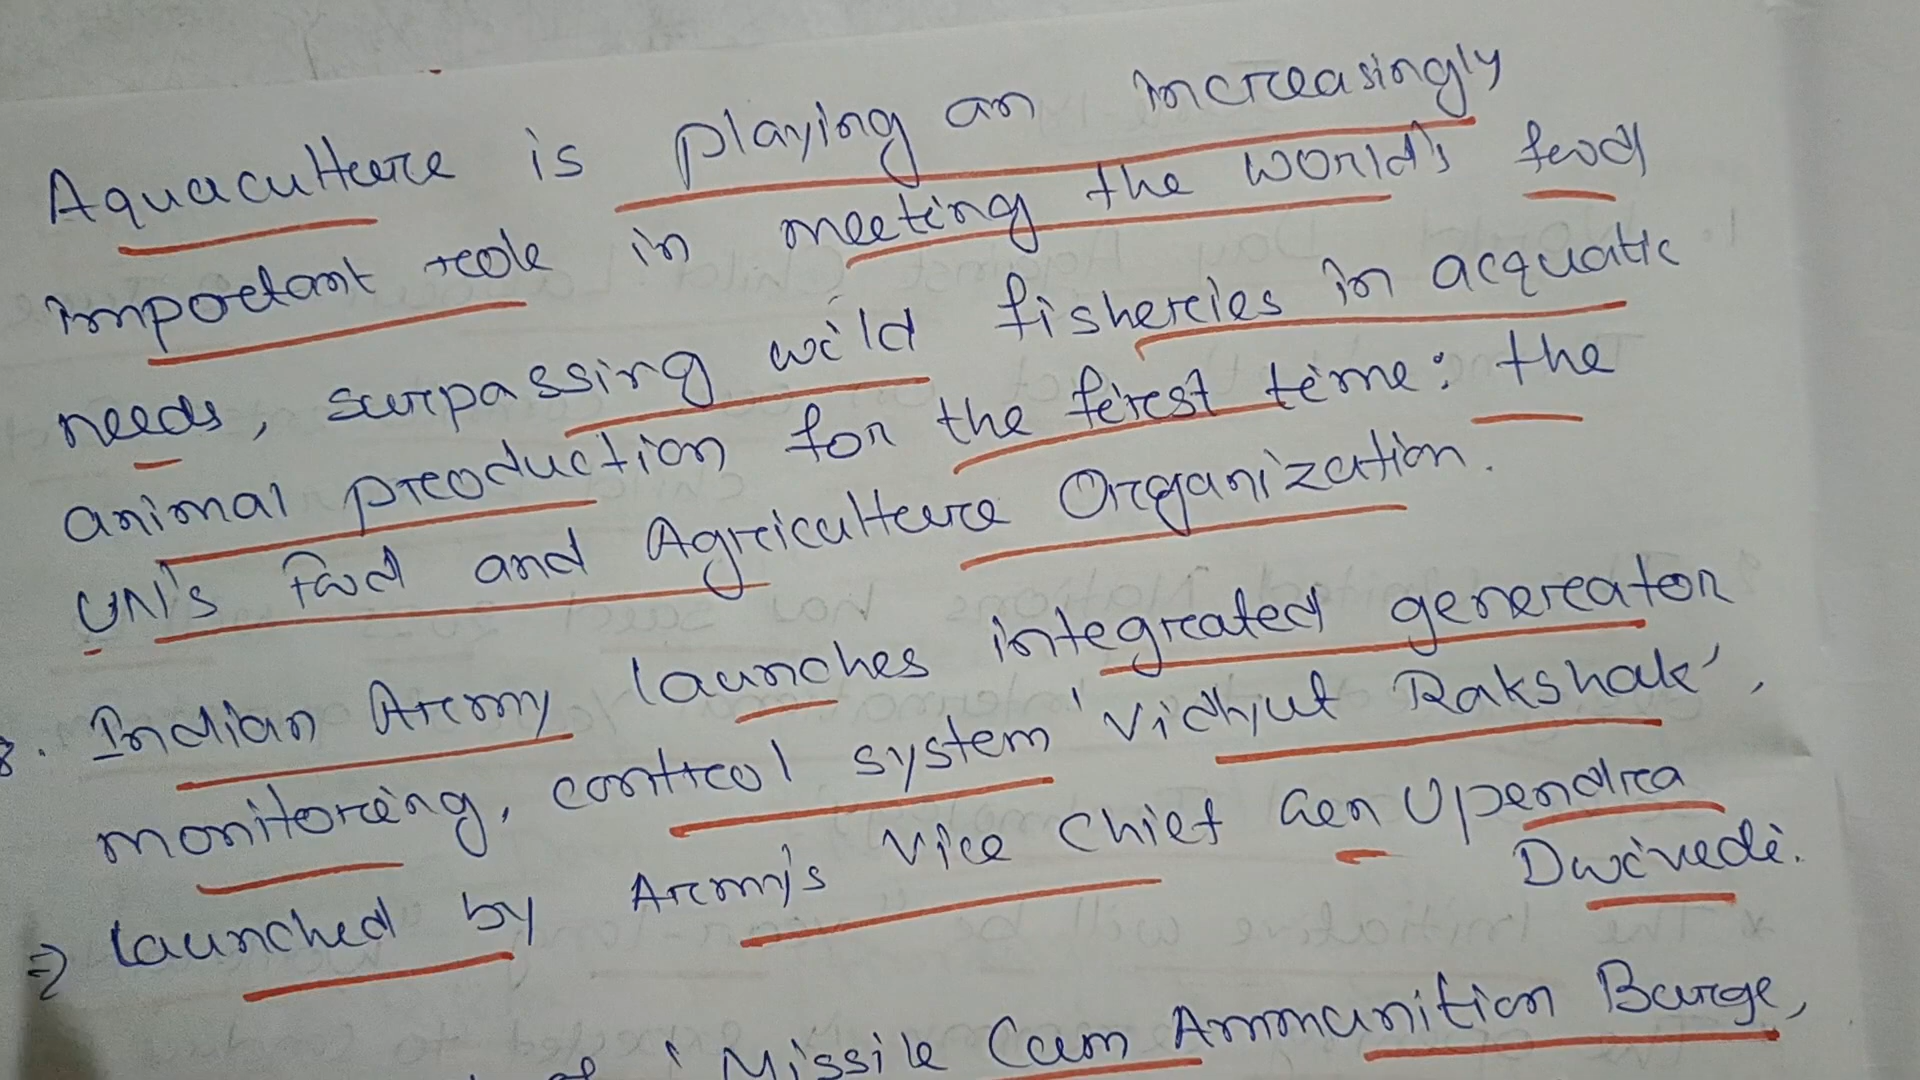 Aquaculture is playing an increasingly
important role in meeting the world's food
needs, surpassing wild fisheries in acquatic
animal production for the first time: the
UN's Food and Agriculture Organization.
8. Indian Army launches integrated generator
monitoring, control system 'Vidyut Rakshak',
⇒ launched by Army's Vice Chief Gen Upendra
Dwivedi.
of 'Missile Cum Ammunition Barge,